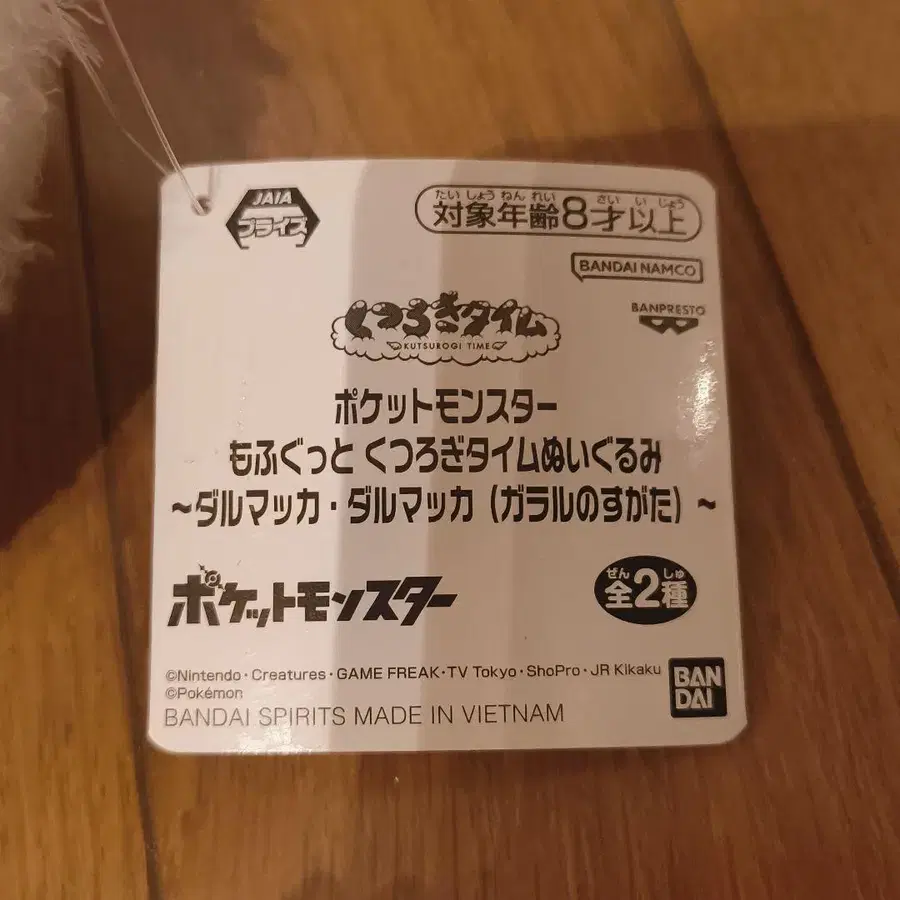 JAIA
プライズ
たいしょうねんれい さいいじょう
対象年齢8才以上
BANDAI NAMCO
BANPRESTO
くつろぎタイム
KUTSUROGI TIME
ポケットモンスター
もふぐっと くつろぎタイムぬいぐるみ
~ダルマッカ・ダルマッカ(ガラルのすがた)~
ポケットモンスター
ぜん しゅ
全2種
©Nintendo・Creatures・GAME FREAK・TV Tokyo・ShoPro・JR Kikaku
©Pokémon
BANDAI SPIRITS MADE IN VIETNAM
BAN
DAI